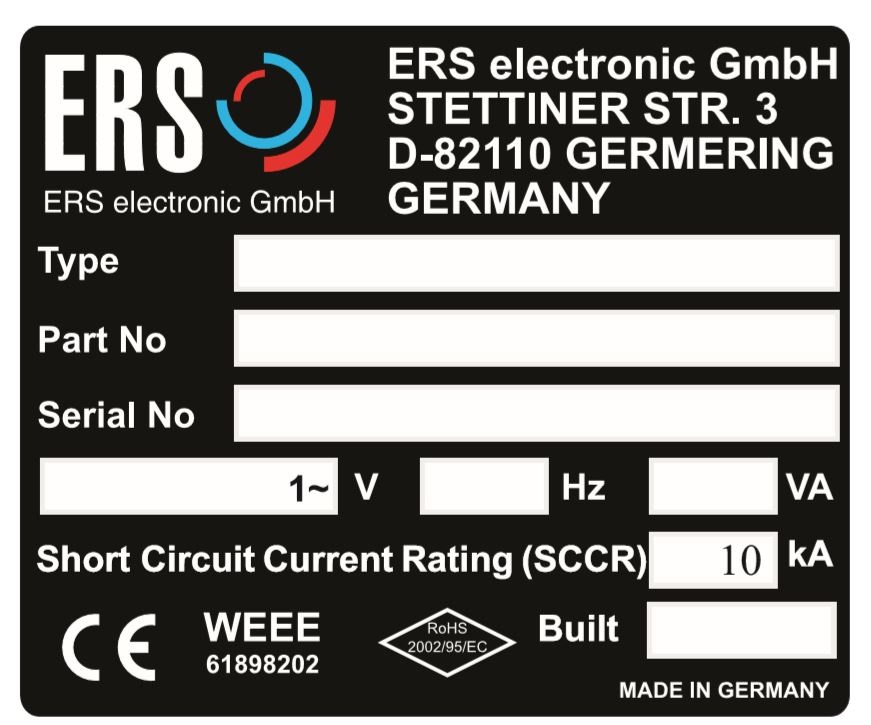 ERS
ERS electronic GmbH
ERS electronic GmbH
STETTINER STR. 3
D-82110 GERMERING
GERMANY
Type
Part No
Serial No
1~ V Hz VA
Short Circuit Current Rating (SCCR) 10 kA
CE
WEEE
61898202
RoHS
2002/95/EC
Built
MADE IN GERMANY